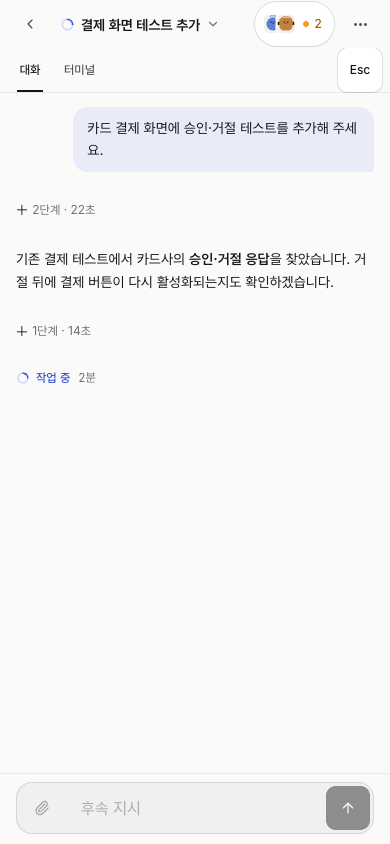 결제 화면 테스트 추가
2
대화
터미널
Esc
카드 결제 화면에 승인·거절 테스트를 추가해 주세
요.
2단계 · 22초
기존 결제 테스트에서 카드사의 승인·거절 응답을 찾았습니다. 거
절 뒤에 결제 버튼이 다시 활성화되는지도 확인하겠습니다.
1단계 · 14초
작업 중 2분
후속 지시